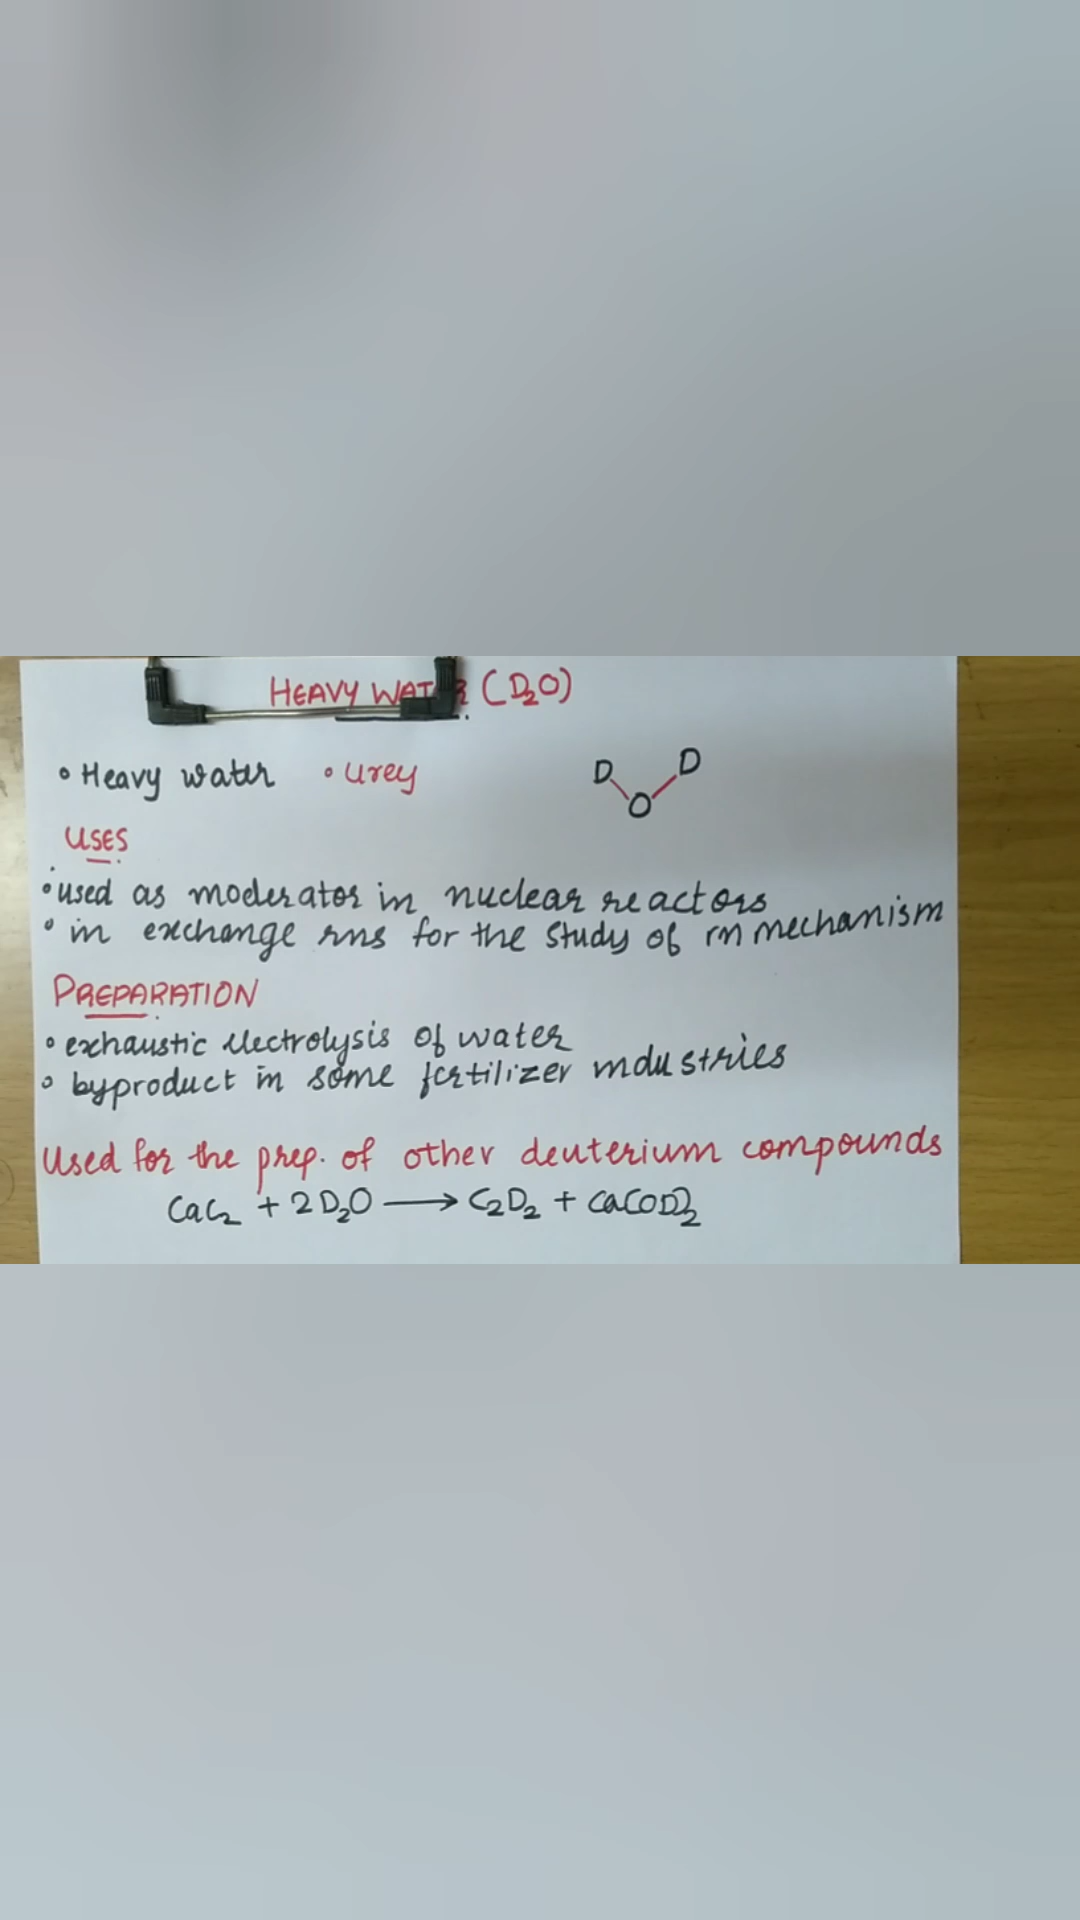 HEAVY WATER (D₂O)
• Heavy water • Urey
D D
O
USES
• used as moderator in nuclear reactors
• in exchange rns for the study of rn mechanism
PREPARATION
• exhaustic electrolysis of water
• byproduct in some fertilizer industries
Used for the prep. of other deuterium compounds
CaC₂ + 2D₂O ⟶ C₂D₂ + Ca(OD)₂